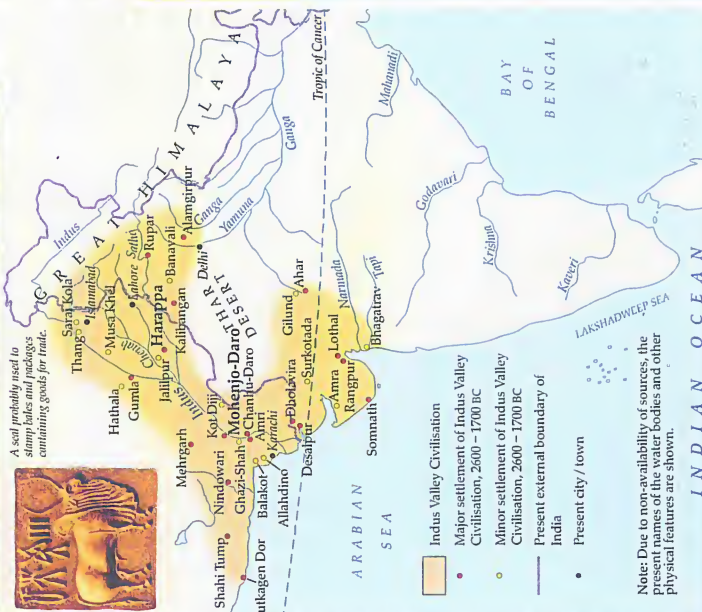 A seal probably used to
stamp bales and packages
containing goods for trade.
GREAT HIMALAYA
Indus
Sarai Kola
Thang
Islamabad
Musa Khel
Hathala
Gumla
Chenab
Lahore
Satluj
Rupar
Harappa
Jalilpur
Banavali
Kalibangan
Alamgirpur
Ganga
Yamuna
Delhi
Ganga
Indus
THAR
DESERT
Mehrgarh
Kot-Diji
Mohenjo-Daro
Nindowari
Chanhu-Daro
Ghazi-Shah
Amri
Balakot
Karachi
Allahdino
Shahi Tump
utkagen Dor
Dholavira
Surkotada
Desalpur
Gilund
Ahar
Tropic of Cancer
Lothal
Amra
Rangpur
Somnath
Bhagatrav
Narmada
Tapi
Mahanadi
Godavari
Krishna
Kaveri
BAY
OF
BENGAL
ARABIAN
SEA
LAKSHADWEEP SEA
INDIAN OCEAN
Indus Valley Civilisation
Major settlement of Indus Valley
Civilisation, 2600 – 1700 BC
Minor settlement of Indus Valley
Civilisation, 2600 – 1700 BC
Present external boundary of
India
Present city / town
Note: Due to non-availability of sources, the
present names of the water bodies and other
physical features are shown.